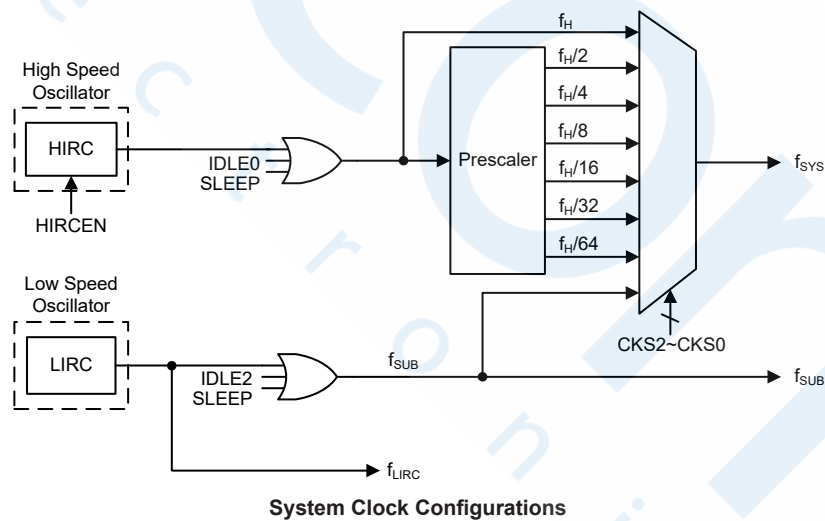 f_H
High Speed
Oscillator
HIRC
HIRCEN
IDLE0
SLEEP
Prescaler
f_H/2
f_H/4
f_H/8
f_H/16
f_H/32
f_H/64
f_SYS
CKS2~CKS0
Low Speed
Oscillator
LIRC
IDLE2
SLEEP
f_SUB
f_SUB
f_LIRC
System Clock Configurations